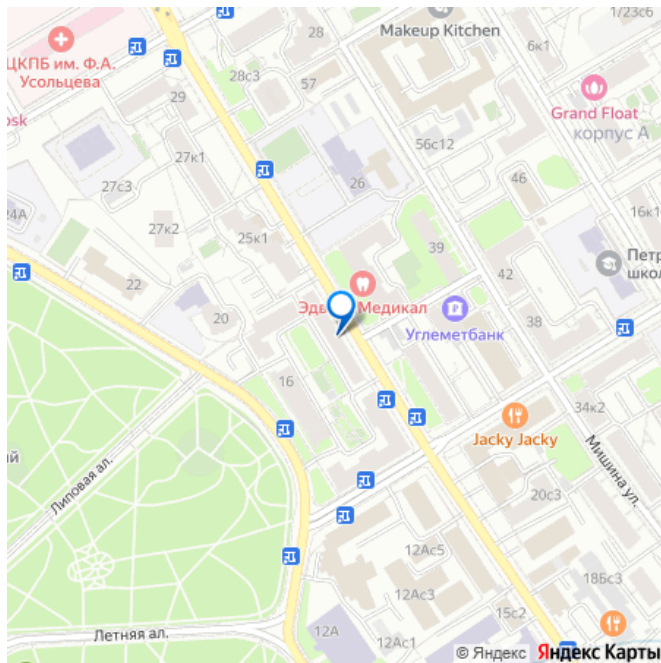 1/23с6
28
Makeup Kitchen
6к1
ЦКПБ им. Ф.А.
Усольцева
28с3
57
29
Grand Float
корпус А
27к1
56с12
27с3
26
46
24А
16к1
27к2
25к1
39
Петр
школ
22
42
Медикал
20
Углеметбанк
38
16
34к2
Jacky Jacky
Мишина ул.
ий
Липовая ал.
20с3
12Ас5
12Ас3
18Бс3
15с2
Летняя ал.
12А
12Ас1
© Яндекс Яндекс Карты